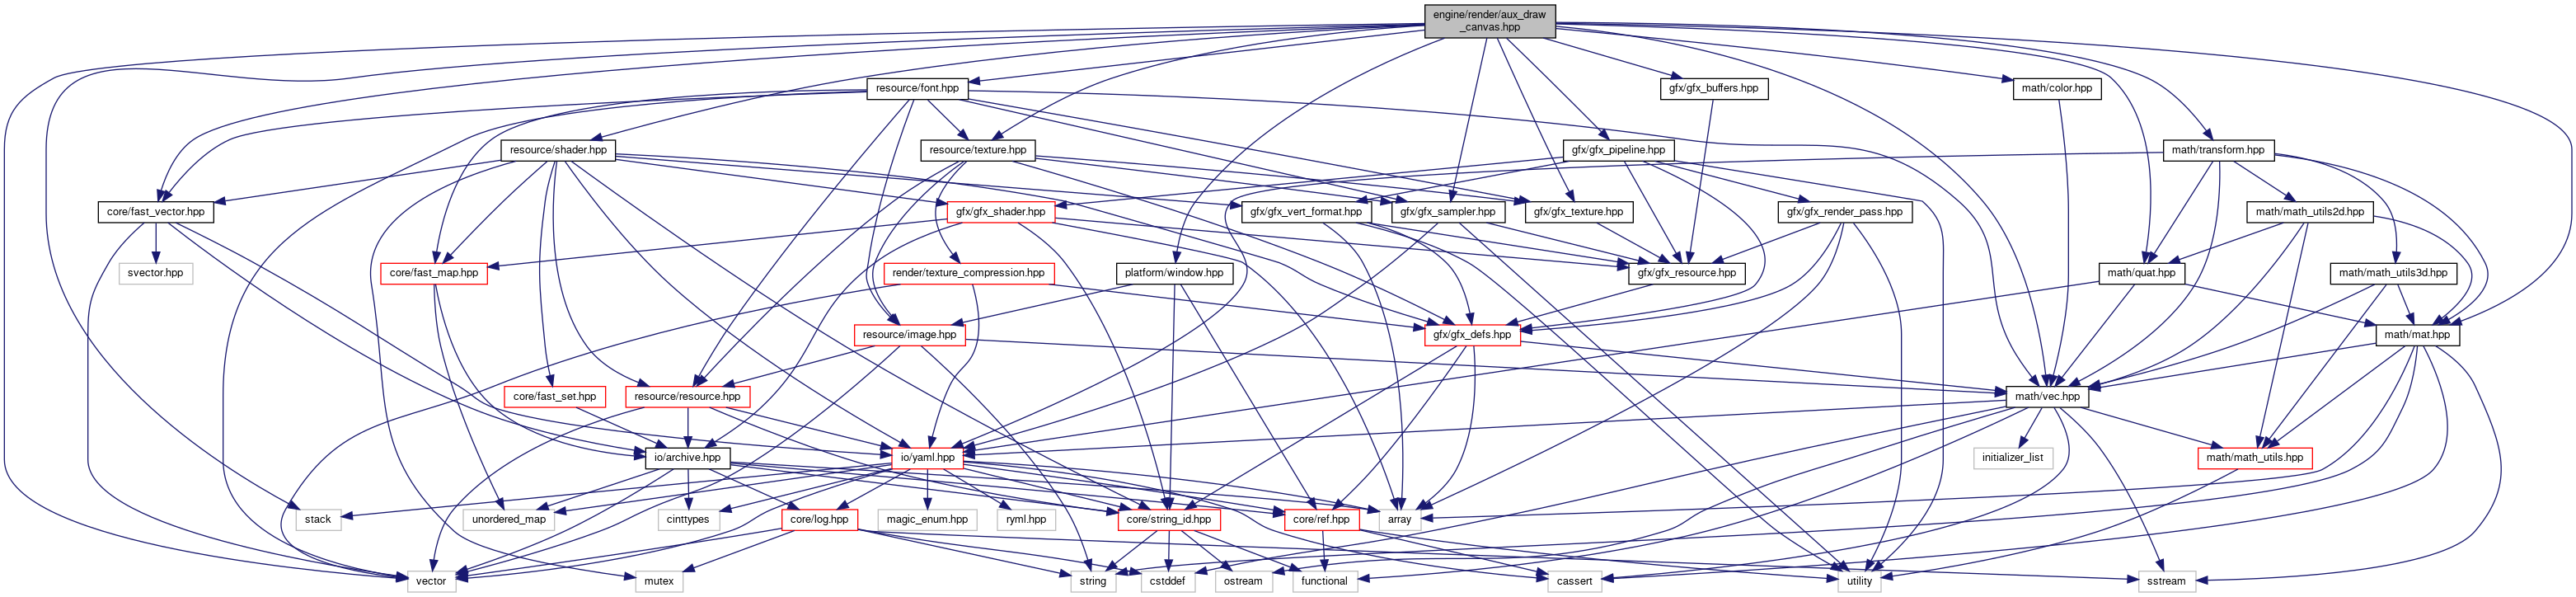 engine/render/aux_draw
_canvas.hpp
resource/font.hpp
gfx/gfx_buffers.hpp
math/color.hpp
resource/shader.hpp
resource/texture.hpp
gfx/gfx_pipeline.hpp
math/transform.hpp
core/fast_vector.hpp
gfx/gfx_shader.hpp
gfx/gfx_vert_format.hpp
gfx/gfx_sampler.hpp
gfx/gfx_texture.hpp
gfx/gfx_render_pass.hpp
math/math_utils2d.hpp
svector.hpp
core/fast_map.hpp
render/texture_compression.hpp
platform/window.hpp
gfx/gfx_resource.hpp
math/quat.hpp
math/math_utils3d.hpp
resource/image.hpp
gfx/gfx_defs.hpp
math/mat.hpp
core/fast_set.hpp
resource/resource.hpp
math/vec.hpp
io/archive.hpp
io/yaml.hpp
initializer_list
math/math_utils.hpp
stack
unordered_map
cinttypes
core/log.hpp
magic_enum.hpp
ryml.hpp
core/string_id.hpp
core/ref.hpp
array
vector
mutex
string
cstddef
ostream
functional
cassert
utility
sstream